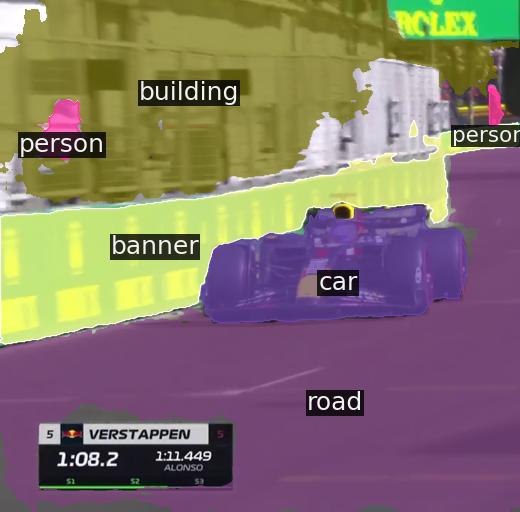 ROLEX
building
person
person
banner
car
road
5 VERSTAPPEN 5
1:08.2 1:11.449
ALONSO
S1 S2 S3